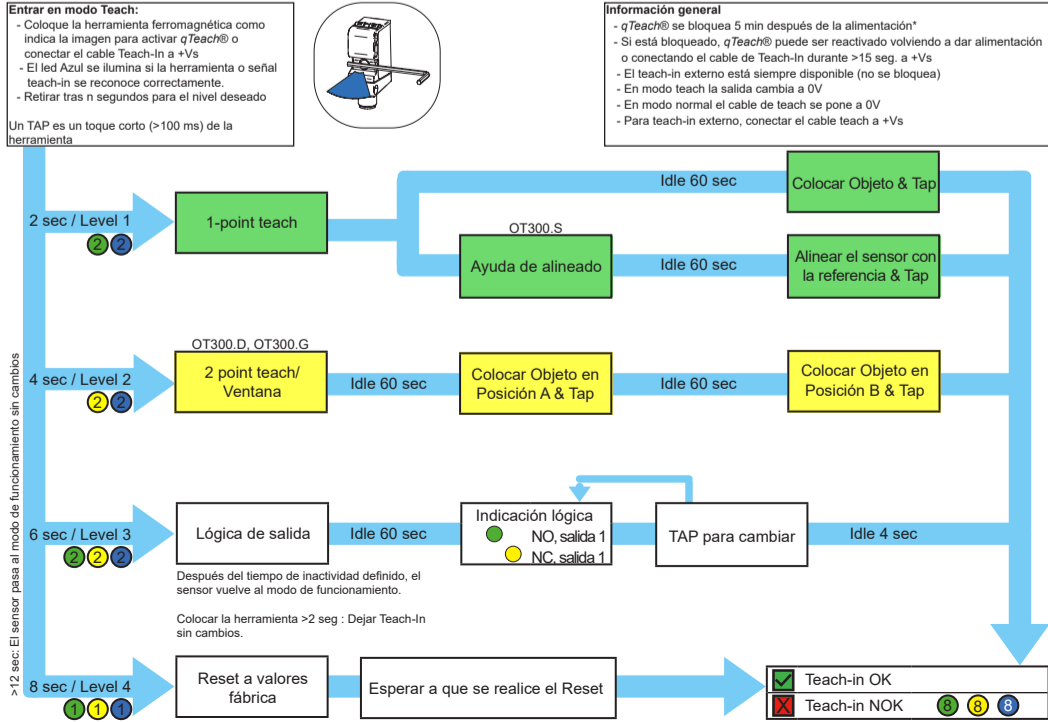 Entrar en modo Teach:
- Coloque la herramienta ferromagnética como
indica la imagen para activar qTeach® o
conectar el cable Teach-In a +Vs
- El led Azul se ilumina si la herramienta o señal
teach-in se reconoce correctamente.
- Retirar tras n segundos para el nivel deseado
Un TAP es un toque corto (>100 ms) de la
herramienta
Información general
- qTeach® se bloquea 5 min después de la alimentación*
- Si está bloqueado, qTeach® puede ser reactivado volviendo a dar alimentación
o conectando el cable de Teach-In durante >15 seg. a +Vs
- El teach-in externo está siempre disponible (no se bloquea)
- En modo teach la salida cambia a 0V
- En modo normal el cable de teach se pone a 0V
- Para teach-in externo, conectar el cable teach a +Vs
>12 sec: El sensor pasa al modo de funcionamiento sin cambios
2 sec / Level 1
2 2
1-point teach
Idle 60 sec
Colocar Objeto & Tap
OT300.S
Ayuda de alineado
Idle 60 sec
Alinear el sensor con
la referencia & Tap
4 sec / Level 2
2 2
OT300.D, OT300.G
2 point teach/
Ventana
Idle 60 sec
Colocar Objeto en
Posición A & Tap
Idle 60 sec
Colocar Objeto en
Posición B & Tap
6 sec / Level 3
2 2 2
Lógica de salida
Idle 60 sec
Indicación lógica
NO, salida 1
NC, salida 1
TAP para cambiar
Idle 4 sec
Después del tiempo de inactividad definido, el
sensor vuelve al modo de funcionamiento.
Colocar la herramienta >2 seg : Dejar Teach-In
sin cambios.
8 sec / Level 4
1 1 1
Reset a valores
fábrica
Esperar a que se realice el Reset
Teach-in OK
X Teach-in NOK 8 8 8